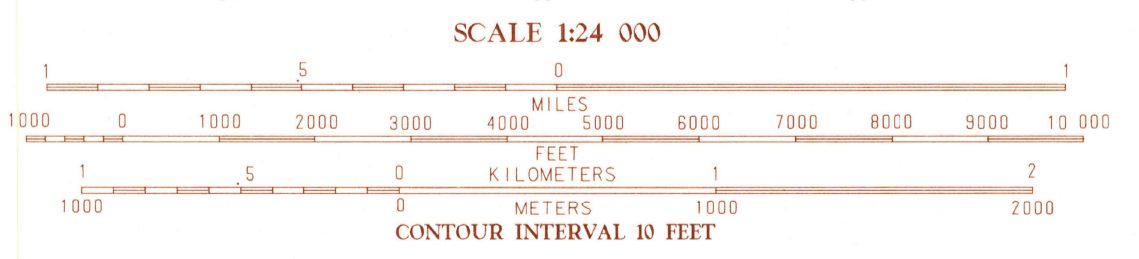 SCALE 1:24 000
1 .5 0 1
MILES
1000 0 1000 2000 3000 4000 5000 6000 7000 8000 9000 10 000
FEET
1 .5 0 KILOMETERS 1 2
1000 0 METERS 1000 2000
CONTOUR INTERVAL 10 FEET